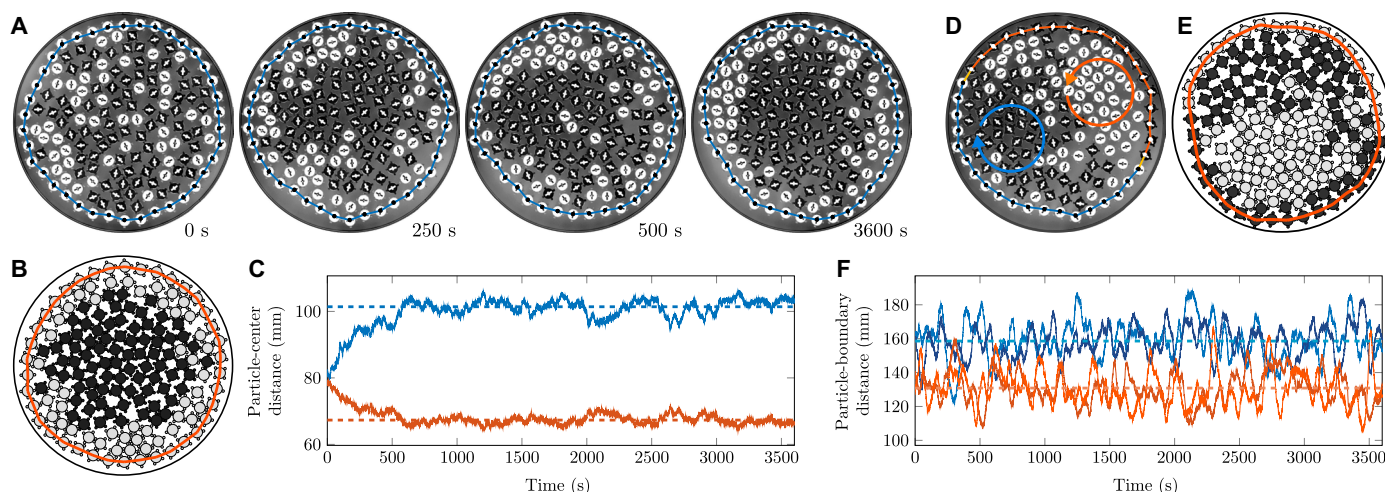 A
0 s
250 s
500 s
3600 s
D
E
B
C
Particle-center
distance (mm)
100
80
60
0
500
1000
1500
2000
2500
3000
3500
Time (s)
F
Particle-boundary
distance (mm)
180
160
140
120
100
0
500
1000
1500
2000
2500
3000
3500
Time (s)